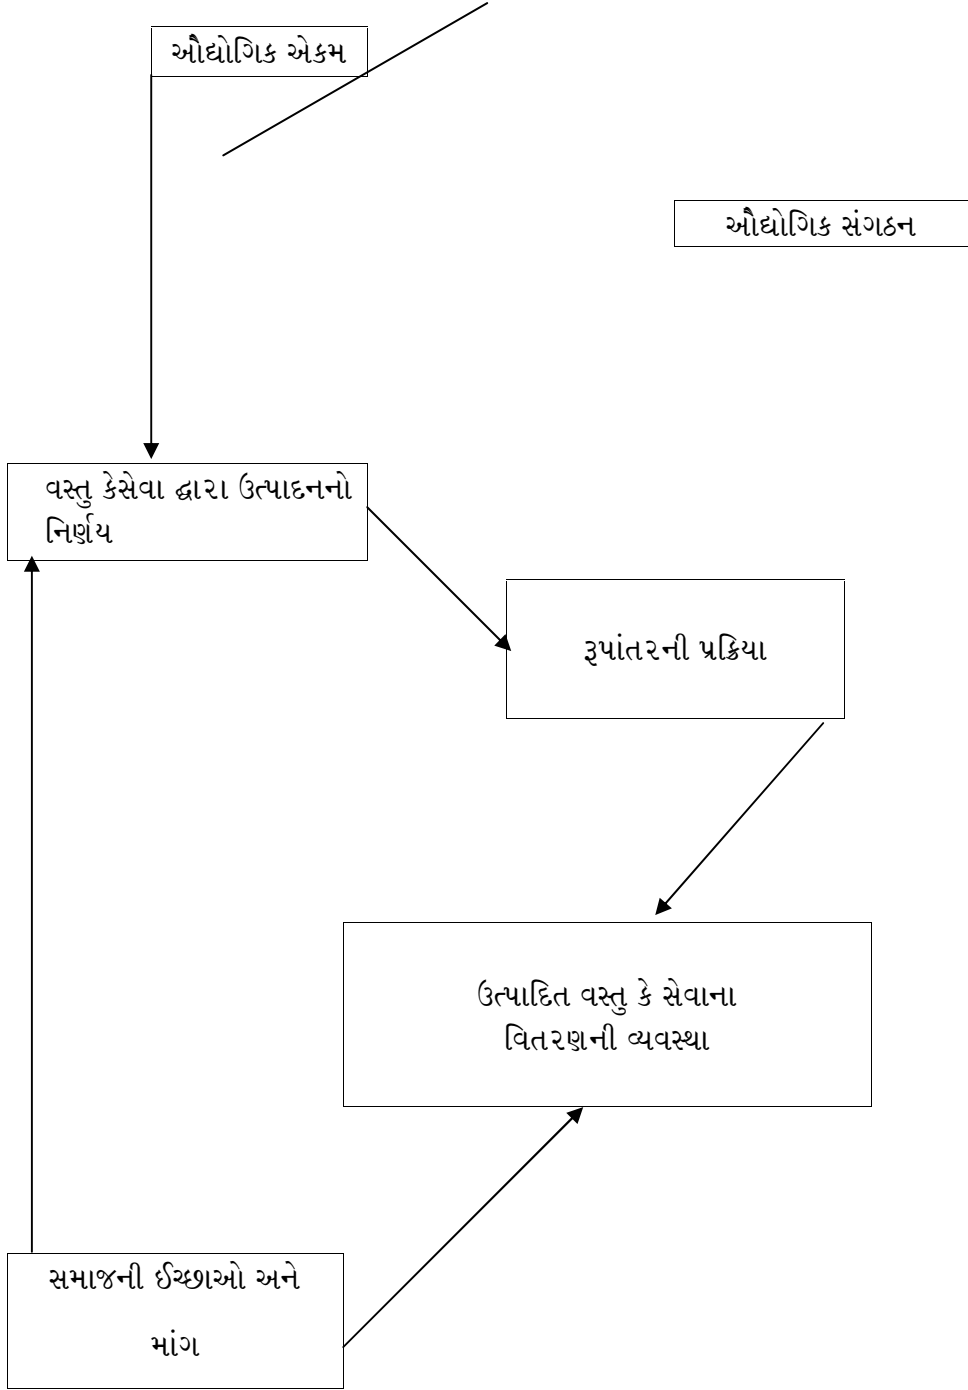 ઔદ્યોગિક એકમ
ઔદ્યોગિક સંગઠન
વસ્તુ કેસેવા દ્વારા ઉત્પાદનનો
નિર્ણય
રૂપાંતરની પ્રક્રિયા
ઉત્પાદિત વસ્તુ કે સેવાના
વિતરણની વ્યવસ્થા
સમાજની ઈચ્છાઓ અને
માંગ